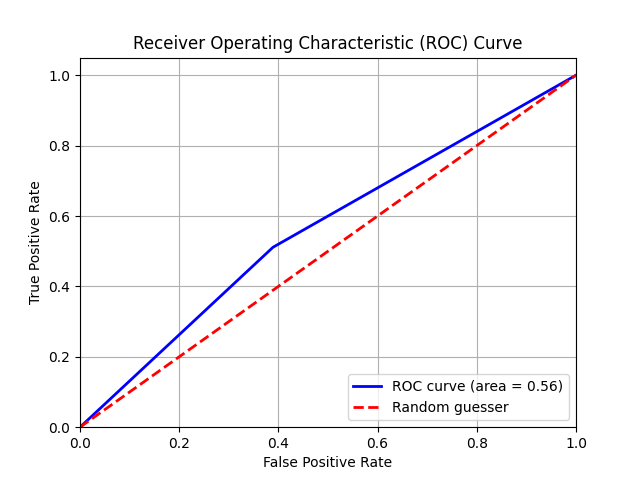 Receiver Operating Characteristic (ROC) Curve
1.0
0.8
0.6
0.4
0.2
0.0
True Positive Rate
ROC curve (area = 0.56)
Random guesser
0.0 0.2 0.4 0.6 0.8 1.0
False Positive Rate